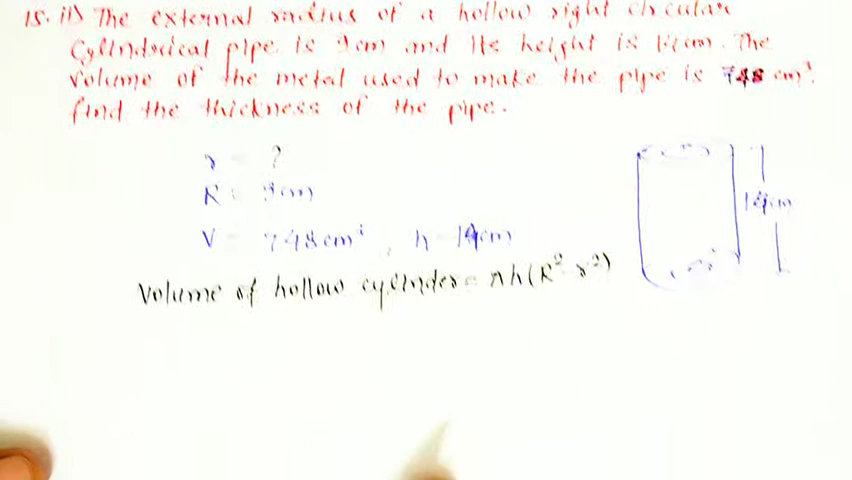 15. ii) The external radius of a hollow right circular
Cylindrical pipe is 9cm and its height is 14cm. The
volume of the metal used to make the pipe is 748 cm³.
find the thickness of the pipe.
r = ?
R = 9cm
V = 748cm³, h = 14cm
14cm
Volume of hollow cylinder = πh(R²-r²)